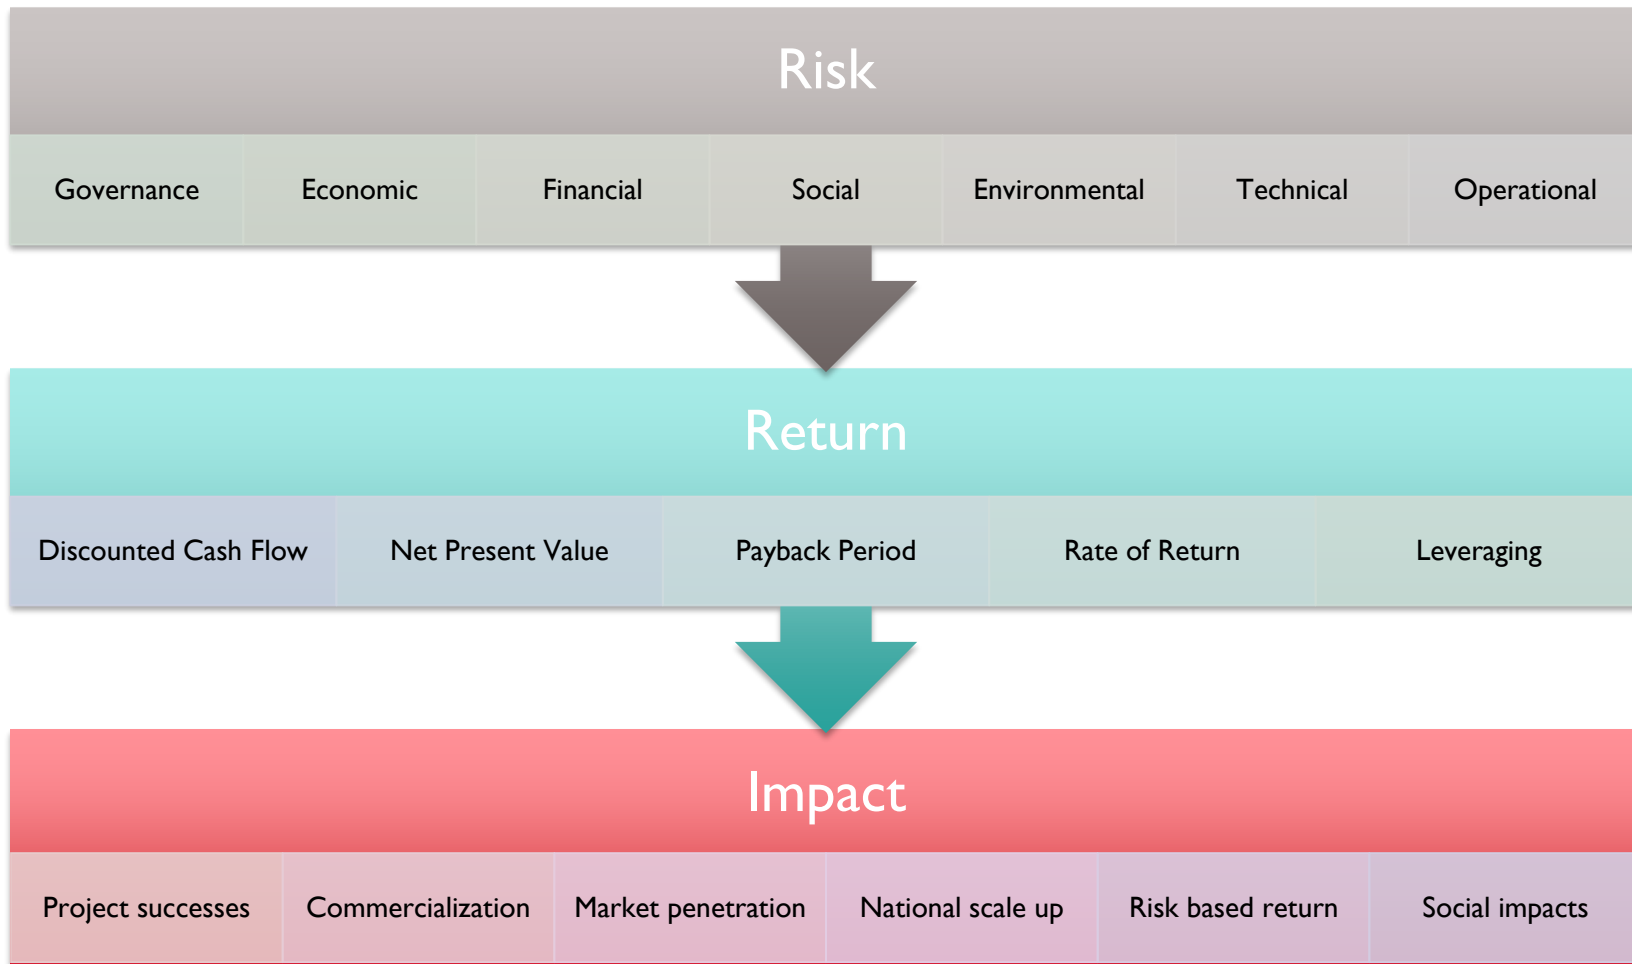 Risk
Governance Economic Financial Social Environmental Technical Operational
Return
Discounted Cash Flow Net Present Value Payback Period Rate of Return Leveraging
Impact
Project successes Commercialization Market penetration National scale up Risk based return Social impacts